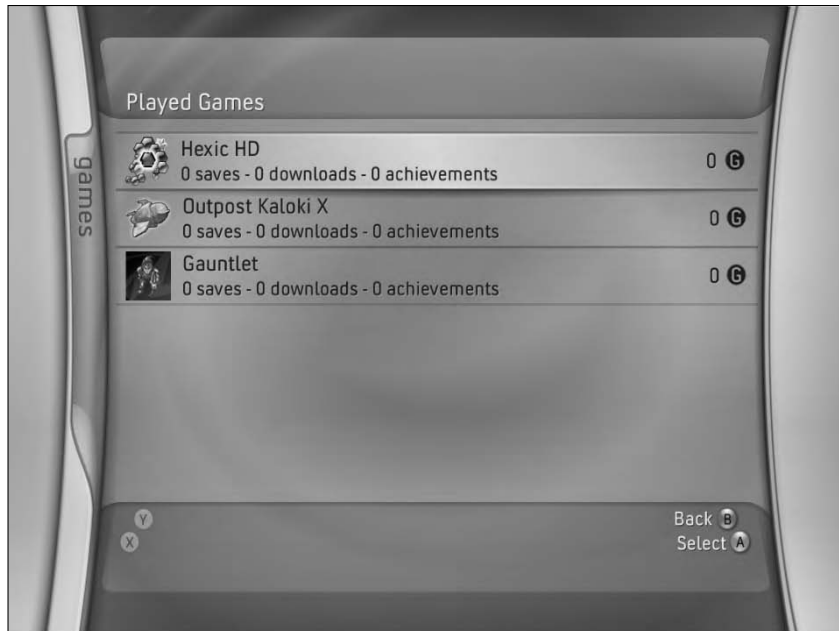 games
Played Games
Hexic HD
0 saves - 0 downloads - 0 achievements
0 G
Outpost Kaloki X
0 saves - 0 downloads - 0 achievements
0 G
Gauntlet
0 saves - 0 downloads - 0 achievements
0 G
Y
X
Back B
Select A